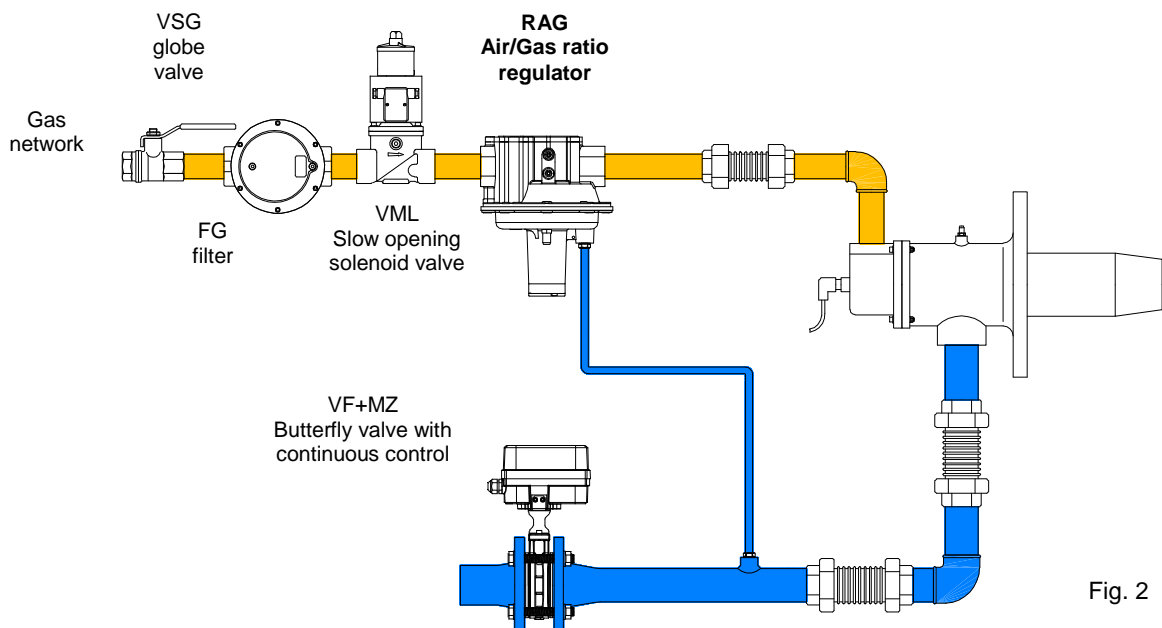 VSG
globe
valve
Gas
network
FG
filter
VML
Slow opening
solenoid valve
RAG
Air/Gas ratio
regulator
VF+MZ
Butterfly valve with
continuous control
Fig. 2